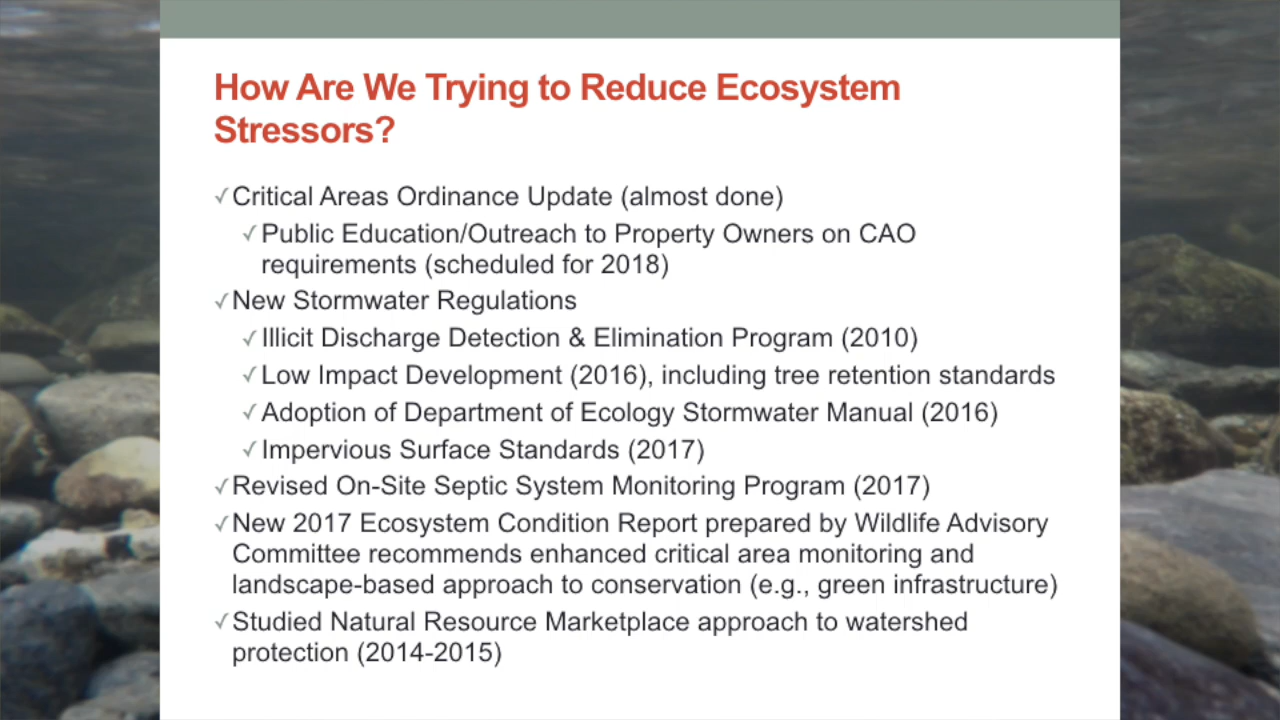 How Are We Trying to Reduce Ecosystem
Stressors?
✓Critical Areas Ordinance Update (almost done)
✓Public Education/Outreach to Property Owners on CAO
requirements (scheduled for 2018)
✓New Stormwater Regulations
✓Illicit Discharge Detection & Elimination Program (2010)
✓Low Impact Development (2016), including tree retention standards
✓Adoption of Department of Ecology Stormwater Manual (2016)
✓Impervious Surface Standards (2017)
✓Revised On-Site Septic System Monitoring Program (2017)
✓New 2017 Ecosystem Condition Report prepared by Wildlife Advisory
Committee recommends enhanced critical area monitoring and
landscape-based approach to conservation (e.g., green infrastructure)
✓Studied Natural Resource Marketplace approach to watershed
protection (2014-2015)